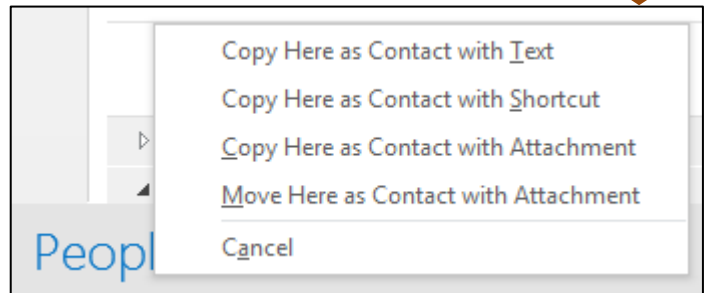 Copy Here as Contact with Text
Copy Here as Contact with Shortcut
Copy Here as Contact with Attachment
Move Here as Contact with Attachment
Cancel
Peopl